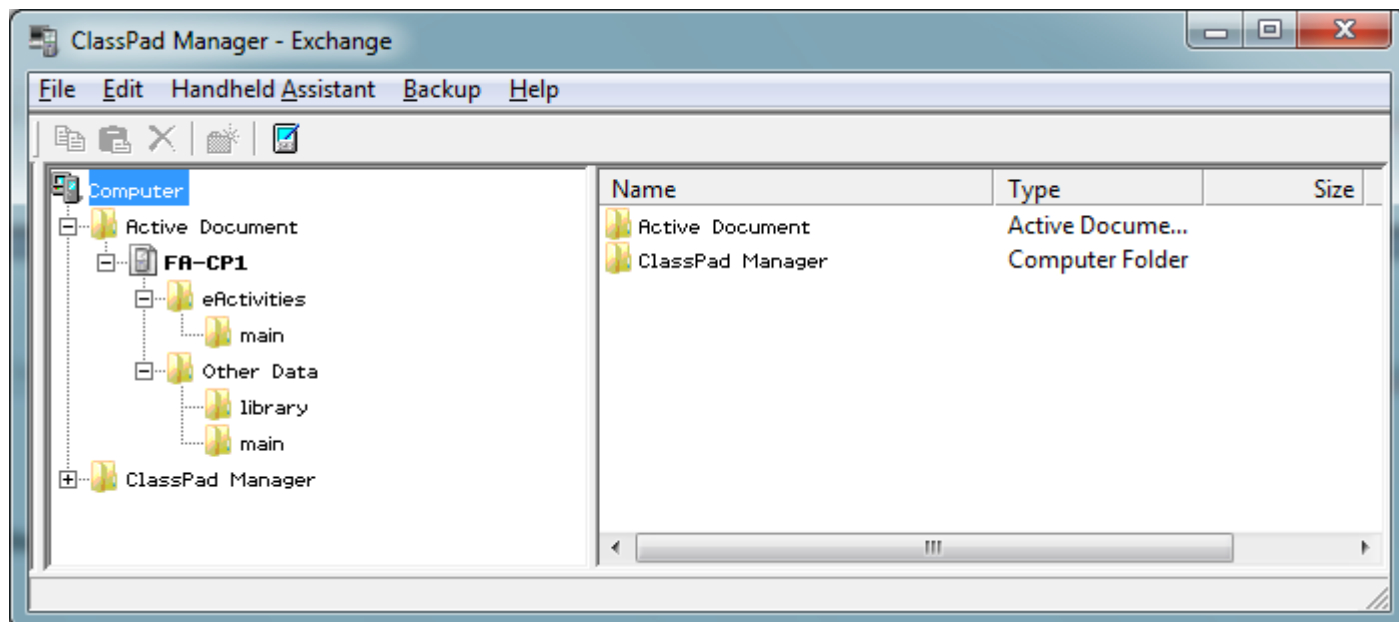 ClassPad Manager - Exchange
File Edit Handheld Assistant Backup Help
Computer
Active Document
FA-CP1
eActivities
main
Other Data
library
main
ClassPad Manager
Name Type Size
Active Document Active Docume...
ClassPad Manager Computer Folder